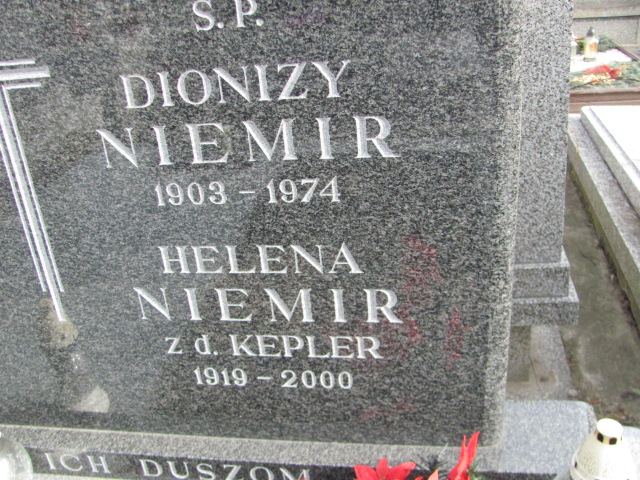 S.P.
DIONIZY
NIEMIR
1903 - 1974
HELENA
NIEMIR
z d. KEPLER
1919 - 2000
ICH DUSZOM